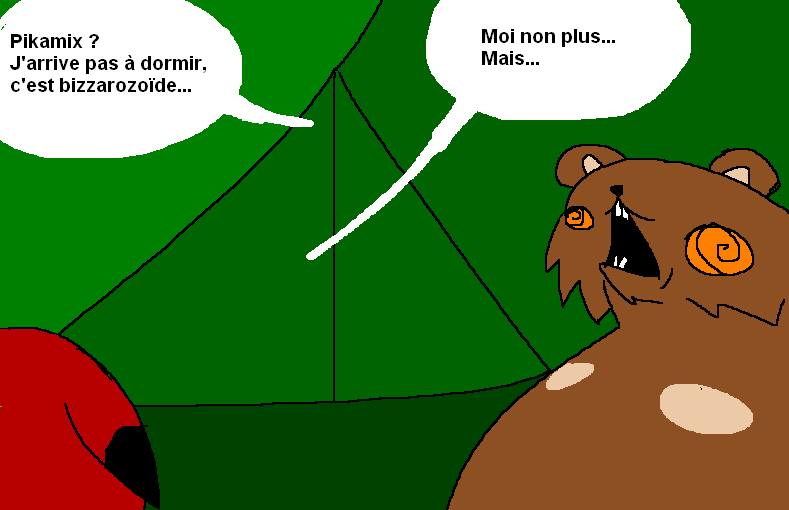 Pikamix ?
J'arrive pas à dormir,
c'est bizzarozoïde...
Moi non plus...
Mais...